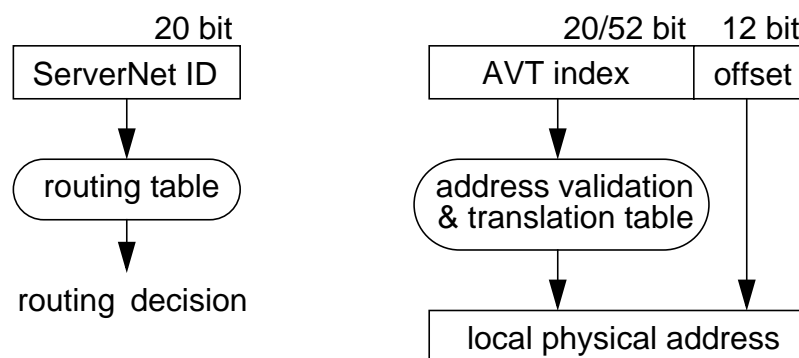 20 bit
ServerNet ID
routing table
routing decision
20/52 bit 12 bit
AVT index offset
address validation
& translation table
local physical address